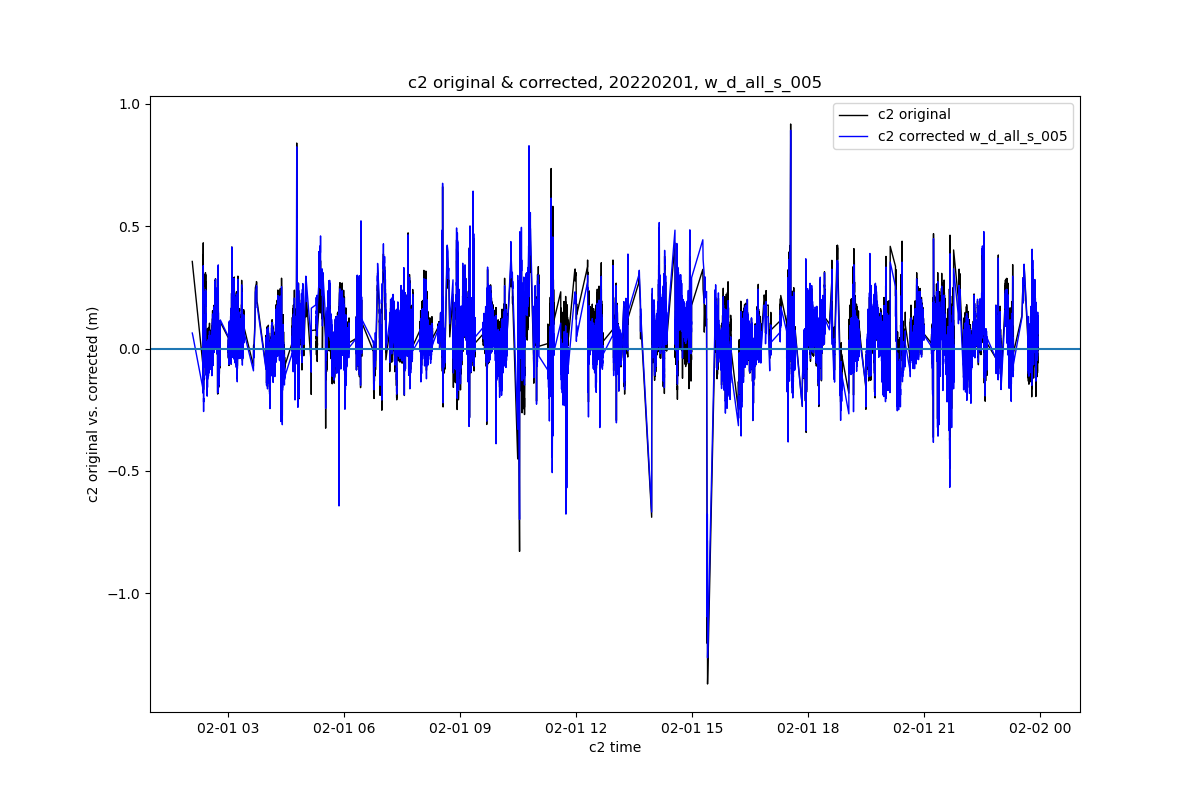 c2 original & corrected, 20220201, w_d_all_s_005
c2 original
c2 corrected w_d_all_s_005
1.0
0.5
0.0
−0.5
−1.0
c2 original vs. corrected (m)
02-01 03
02-01 06
02-01 09
02-01 12
02-01 15
02-01 18
02-01 21
02-02 00
c2 time